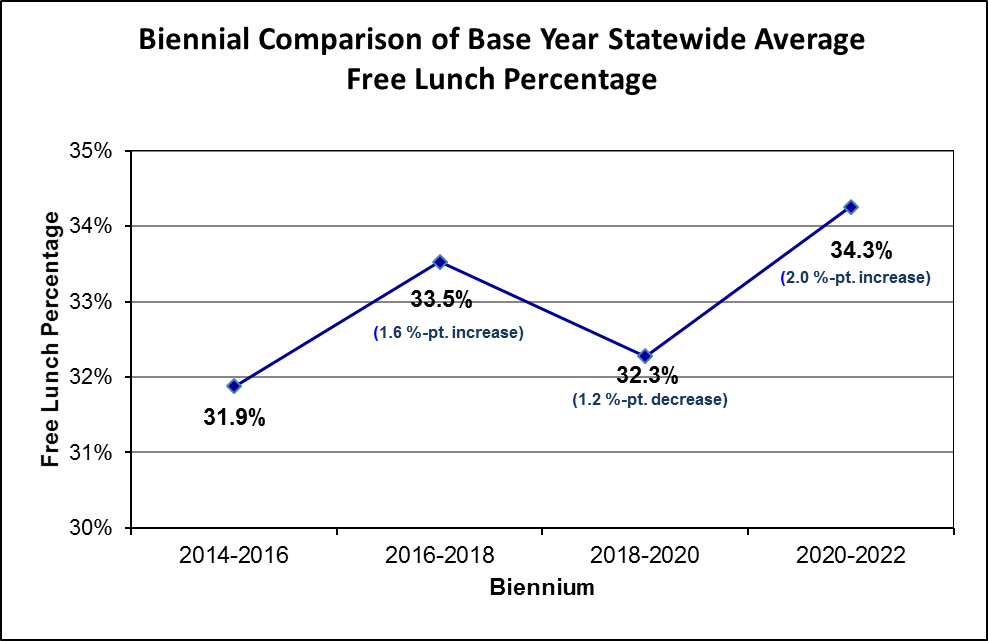 Biennial Comparison of Base Year Statewide Average
Free Lunch Percentage
Free Lunch Percentage
35%
34%
33%
32%
31%
30%
31.9%
33.5%
(1.6 %-pt. increase)
32.3%
(1.2 %-pt. decrease)
34.3%
(2.0 %-pt. increase)
2014-2016
2016-2018
2018-2020
2020-2022
Biennium